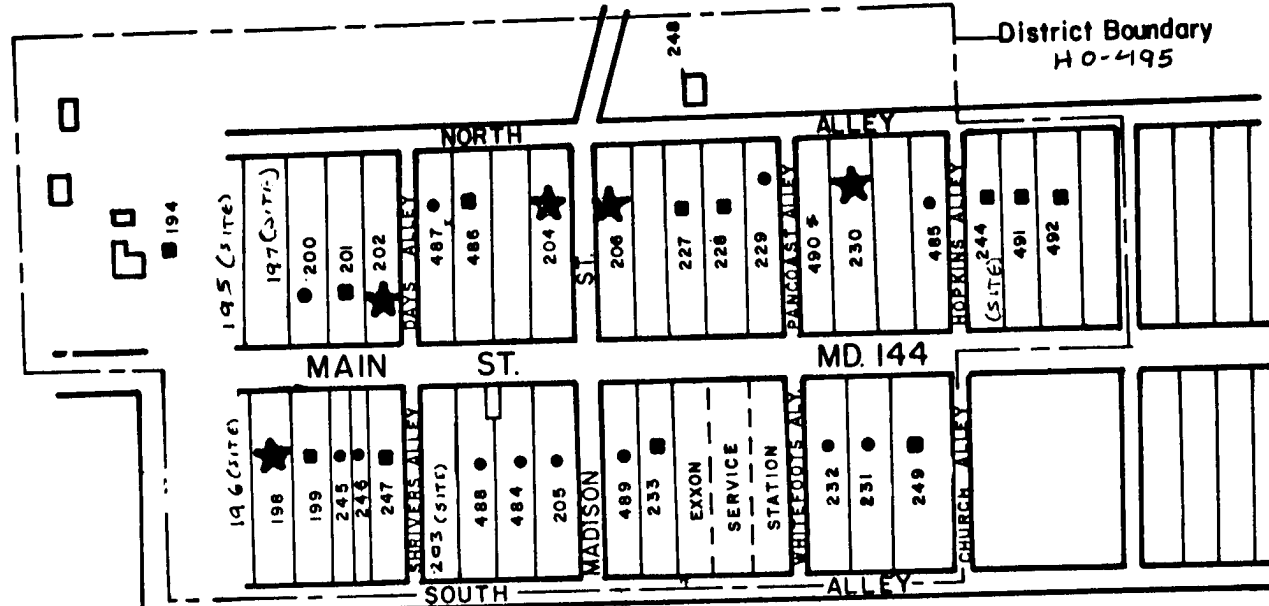 District Boundary
HO-495
248
NORTH ALLEY
194
195 (SITE)
197 (SITE)
200
201
202
DAYS ALLEY
487
486
204
ST.
206
227
228
229
PANCOAST ALLEY
490
230
485
HOPKINS ALLEY
244
(SITE)
491
492
MAIN ST. MD. 144
196 (SITE)
198
199
245
246
247
SHRIVERS ALLEY
203 (SITE)
488
484
205
MADISON
489
233
EXXON
SERVICE
STATION
WHITEFOOTS ALY.
232
231
249
CHURCH ALLEY
SOUTH ALLEY